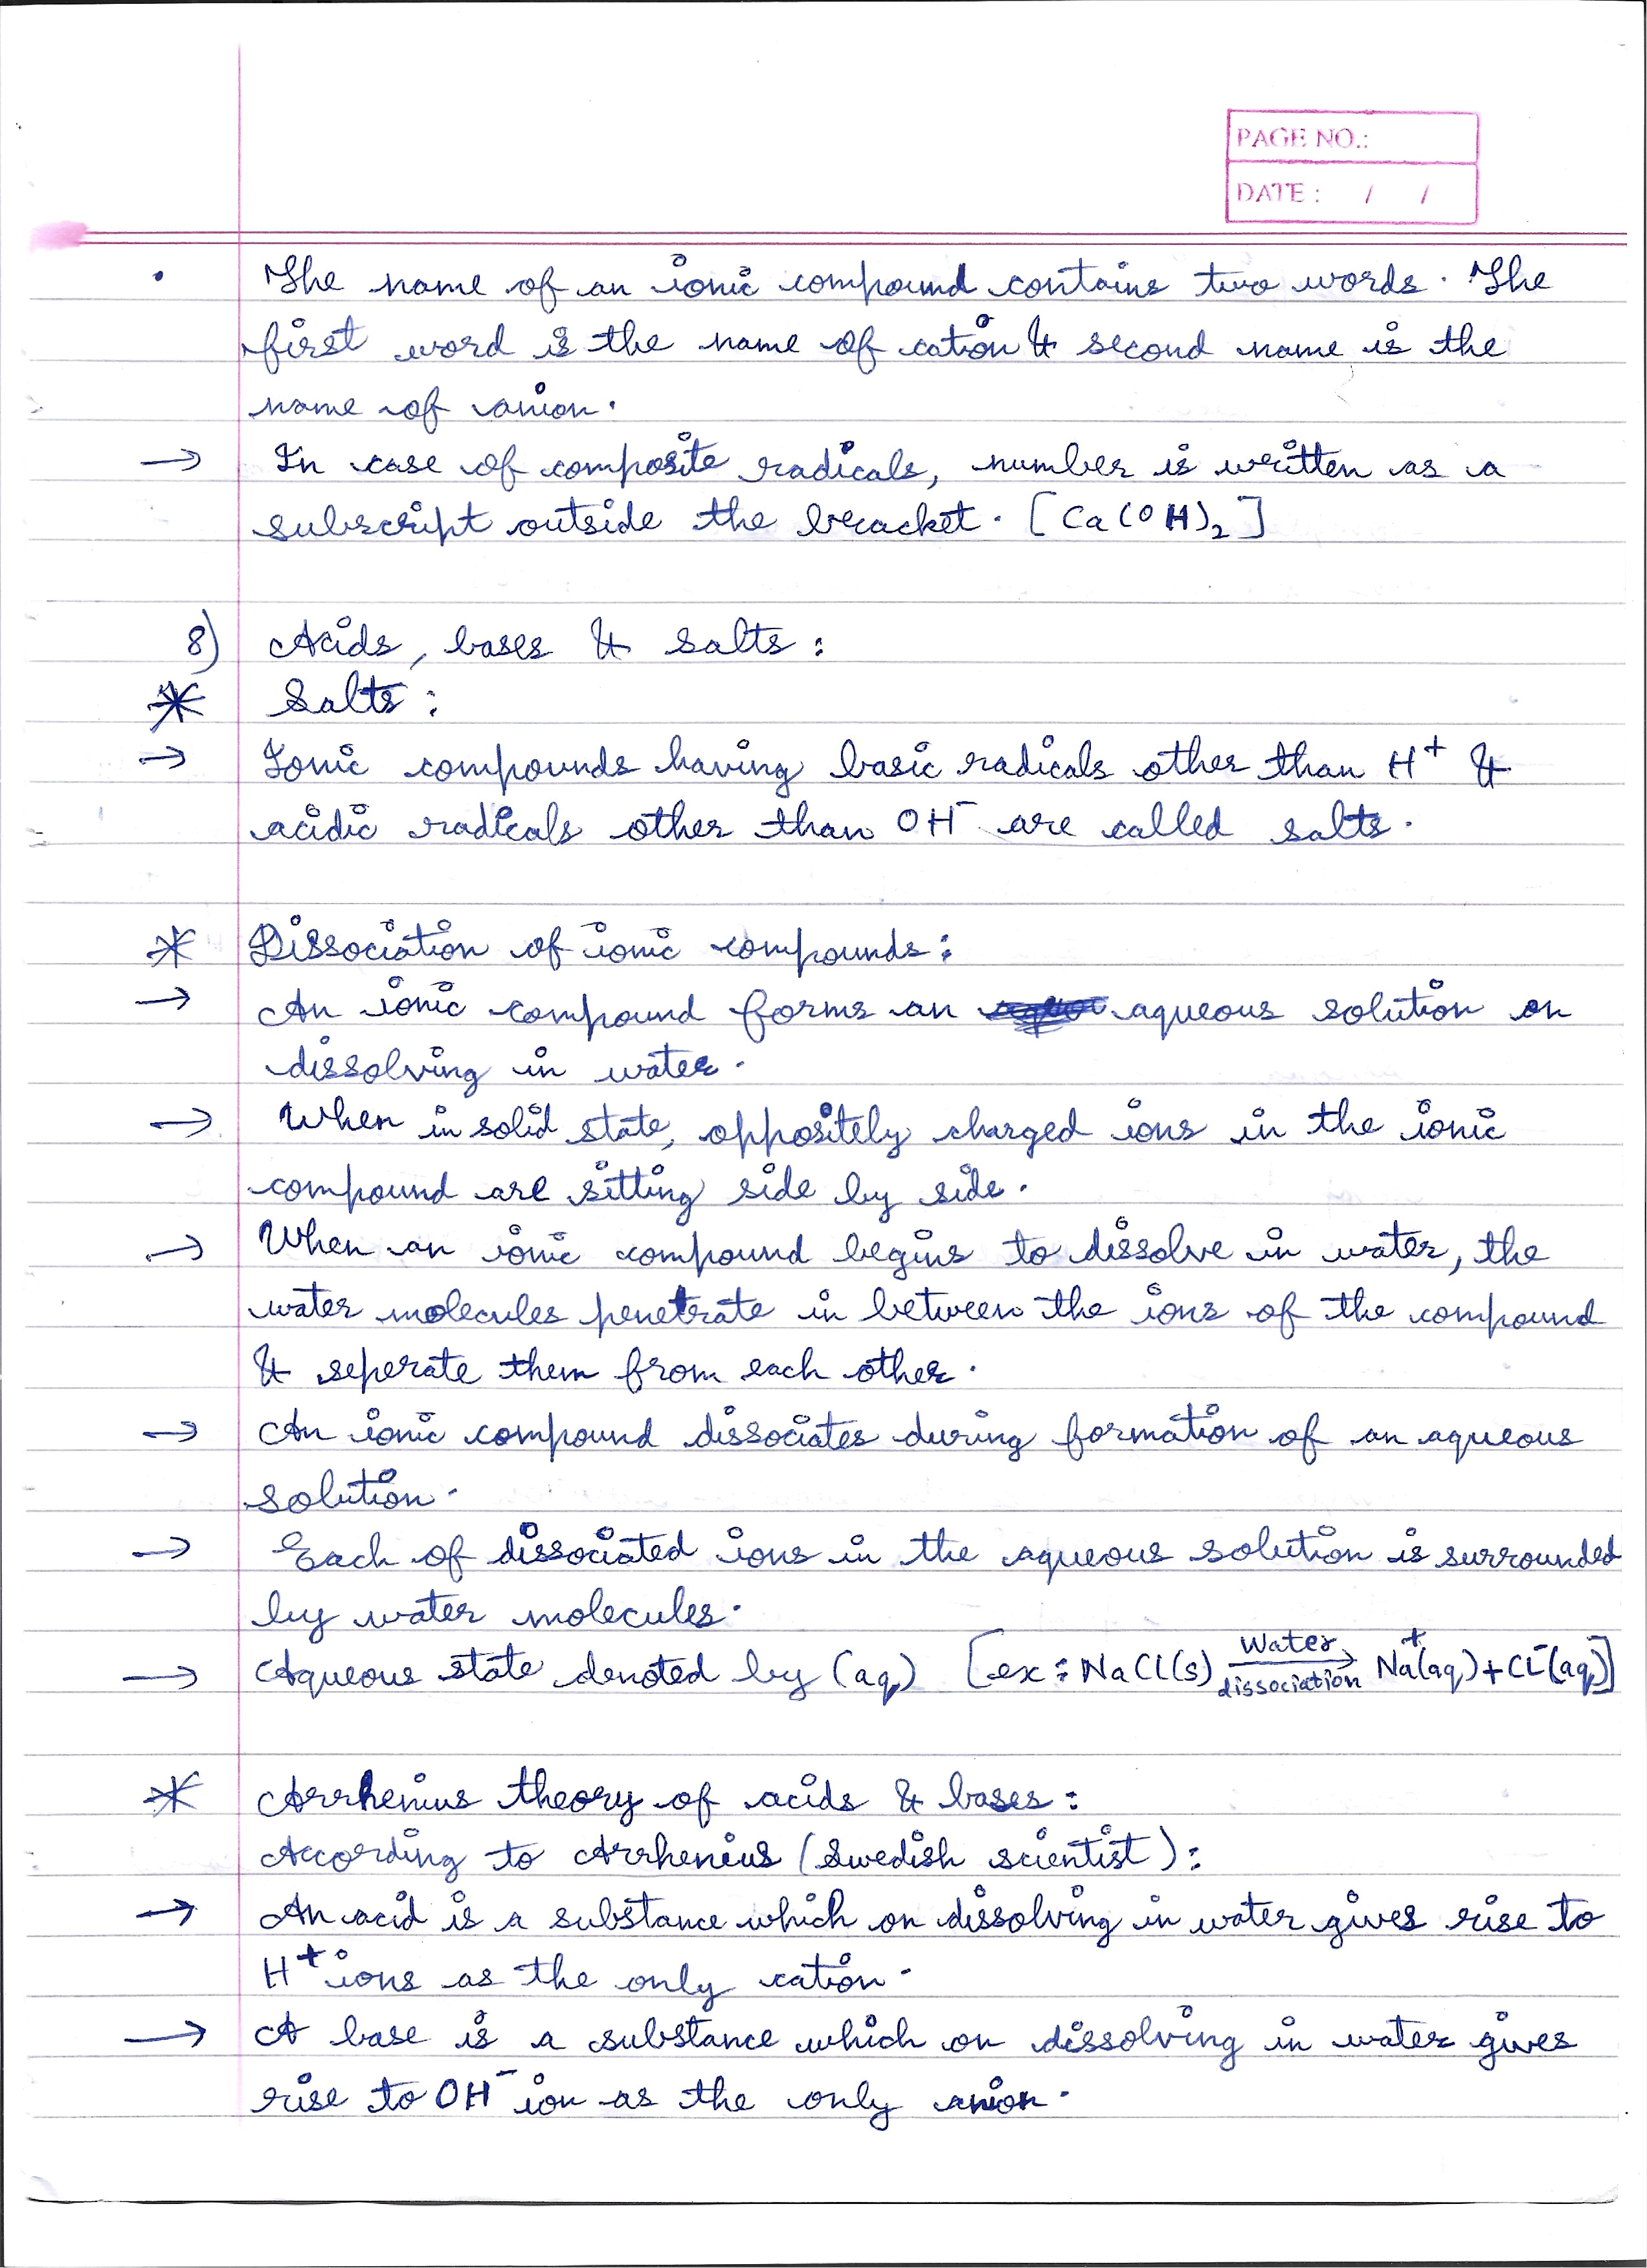 PAGE NO.:
DATE : / /
• The name of an ionic compound contains two words. The
first word is the name of cation & second name is the
name of anion.
→ In case of composite radicals, number is written as a
subscript outside the bracket. [Ca(OH)₂]
8) Acids, bases & salts :
* Salts :
→ Ionic compounds having basic radicals other than H⁺ &
acidic radicals other than OH⁻ are called salts.
* Dissociation of ionic compounds :
→ An ionic compound forms an aqueous solution on
dissolving in water.
→ When in solid state, oppositely charged ions in the ionic
compound are sitting side by side.
→ When an ionic compound begins to dissolve in water, the
water molecules penetrate in between the ions of the compound
& seperate them from each other.
→ An ionic compound dissociates during formation of an aqueous
solution.
→ Each of dissociated ions in the aqueous solution is surrounded
by water molecules.
→ Aqueous state denoted by (aq) [ex : NaCl(s) Water → dissociation Na⁺(aq) + Cl⁻(aq)]
* Arrhenius theory of acids & bases :
According to Arrhenius (Swedish scientist) :
→ An acid is a substance which on dissolving in water gives rise to
H⁺ ions as the only cation.
→ A base is a substance which on dissolving in water gives
rise to OH⁻ ion as the only anion.